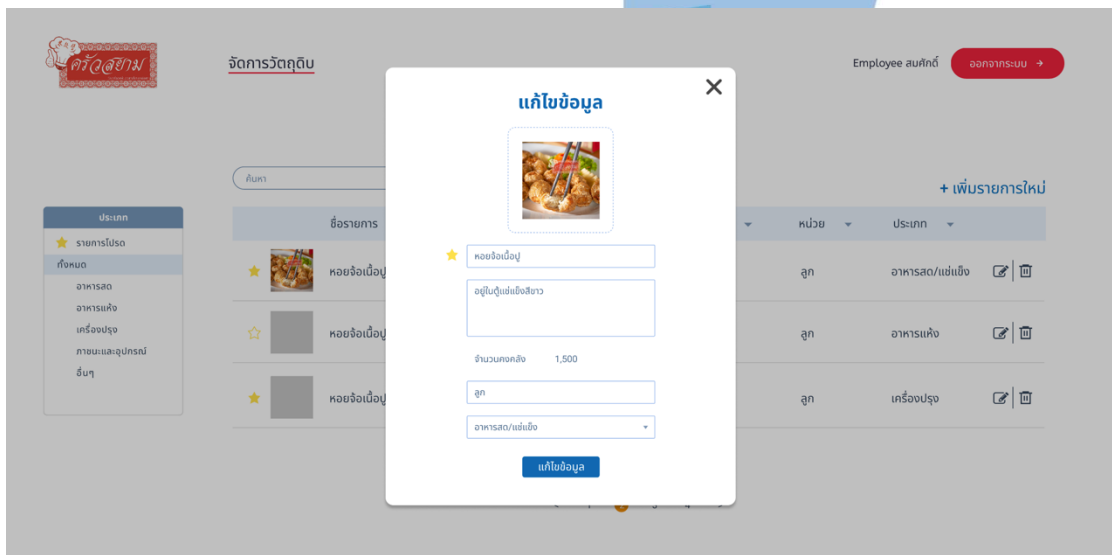 ครัวสยาม
จัดการวัตถุดิบ
Employee สมศักดิ์
ออกจากระบบ →
แก้ไขข้อมูล
ค้นหา
+ เพิ่มรายการใหม่
ประเภท
ชื่อรายการ
หน่วย
ประเภท
รายการโปรด
ทั้งหมด
อาหารสด
อาหารแห้ง
เครื่องปรุง
ภาชนะและอุปกรณ์
อื่นๆ
หอยจ้อเนื้อปู
ลูก
อาหารสด/แช่แข็ง
หอยจ้อเนื้อปู
ลูก
อาหารแห้ง
หอยจ้อเนื้อปู
ลูก
เครื่องปรุง
หอยจ้อเนื้อปู
อยู่ในตู้แช่แข็งสีขาว
จำนวนคงคลัง 1,500
ลูก
อาหารสด/แช่แข็ง
แก้ไขข้อมูล